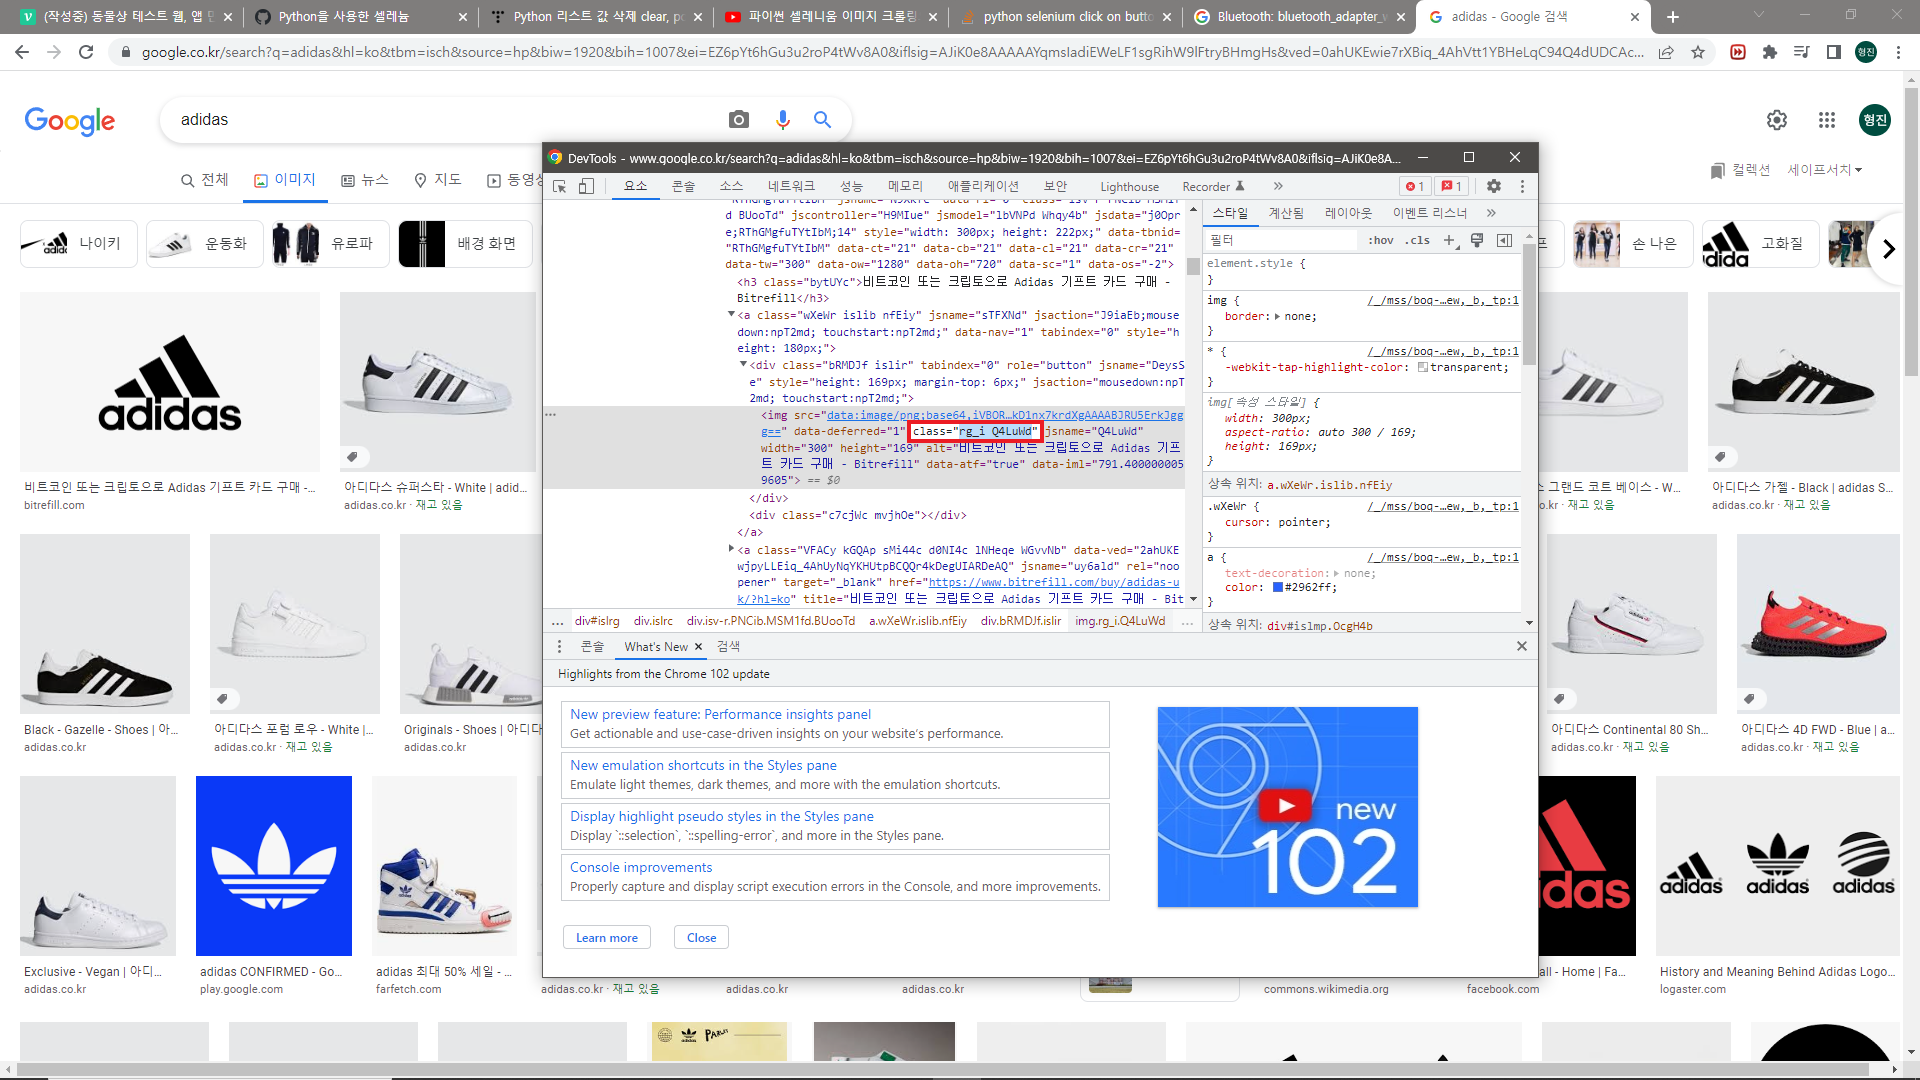 (작성중) 동물상 테스트 웹, 앱 만
Python을 사용한 셀레늄
Python 리스트 값 삭제 clear, po
파이썬 셀레니움 이미지 크롤링
python selenium click on butto
Bluetooth: bluetooth_adapter_w
adidas - Google 검색
google.co.kr/search?q=adidas&hl=ko&tbm=isch&source=hp&biw=1920&bih=1007&ei=EZ6pYt6hGu3u2roP4tWv8A0&iflsig=AJiK0e8AAAAAYqmsIadiEWeLF1sgRihW9lFtryBHmgHs&ved=0ahUKEwie7rXBiq_4AhVtt1YBHeLqC94Q4dUDCAc...
형진
Google
adidas
형진
전체
이미지
뉴스
지도
동영상
컬렉션
세이프서치
나이키
운동화
유로파
배경 화면
손 나은
고화질
DevTools - www.google.co.kr/search?q=adidas&hl=ko&tbm=isch&source=hp&biw=1920&bih=1007&ei=EZ6pYt6hGu3u2roP4tWv8A0&iflsig=AJiK0e8A...
요소 콘솔 소스 네트워크 성능 메모리 애플리케이션 보안 Lighthouse Recorder » 1 1
d BUooTd" jscontroller="H9MIue" jsmodel="lbVNPd Whqy4b" jsdata="j0Opr
e;RThGMgfuTYtIbM;14" style="width: 300px; height: 222px;" data-tbnid=
"RThGMgfuTYtIbM" data-ct="21" data-cb="21" data-cl="21" data-cr="21"
data-tw="300" data-ow="1280" data-oh="720" data-sc="1" data-os="-2">
<h3 class="bytUYc">비트코인 또는 크립토으로 Adidas 기프트 카드 구매 -
Bitrefill</h3>
<a class="wXeWr islib nfEiy" jsname="sTFXNd" jsaction="J9iaEb;mouse
down:npT2md; touchstart:npT2md;" data-nav="1" tabindex="0" style="h
eight: 180px;">
<div class="bRMDJf islir" tabindex="0" role="button" jsname="DeysS
e" style="height: 169px; margin-top: 6px;" jsaction="mousedown:npT
2md; touchstart:npT2md;">
<img src="data:image/png;base64,iVBOR…kD1nx7krdXgAAAABJRU5ErkJgg
g==" data-deferred="1" class="rg_i Q4LuWd" jsname="Q4LuWd"
width="300" height="169" alt="비트코인 또는 크립토으로 Adidas 기프
트 카드 구매 - Bitrefill" data-atf="true" data-iml="791.400000005
9605"> == $0
</div>
<div class="c7cjWc mvjhOe"></div>
</a>
<a class="VFACy kGQAp sMi44c d0NI4c lNHeqe WGvvNb" data-ved="2ahUKE
wjpyLLEiq_4AhUyNqYKHUtpBCQQr4kDegUIARDeAQ" jsname="uy6ald" rel="noo
pener" target="_blank" href="https://www.bitrefill.com/buy/adidas-u
k/?hl=ko" title="비트코인 또는 크립토으로 Adidas 기프트 카드 구매 - Bit
... div#islrg div.islrc div.isv-r.PNCib.MSM1fd.BUooTd a.wXeWr.islib.nfEiy div.bRMDJf.islir img.rg_i.Q4LuWd ...
스타일 계산됨 레이아웃 이벤트 리스너 »
필터 :hov .cls +
element.style {
}
img { /_/mss/boq-…ew,_b,_tp:1
border: none;
}
* { /_/mss/boq-…ew,_b,_tp:1
-webkit-tap-highlight-color: transparent;
}
img[속성 스타일] {
width: 300px;
aspect-ratio: auto 300 / 169;
height: 169px;
}
상속 위치: a.wXeWr.islib.nfEiy
.wXeWr { /_/mss/boq-…ew,_b,_tp:1
cursor: pointer;
}
a { /_/mss/boq-…ew,_b,_tp:1
text-decoration: none;
color: #2962ff;
}
상속 위치: div#islmp.OcgH4b
콘솔 What's New × 검색
Highlights from the Chrome 102 update
New preview feature: Performance insights panel
Get actionable and use-case-driven insights on your website's performance.
New emulation shortcuts in the Styles pane
Emulate light themes, dark themes, and more with the emulation shortcuts.
Display highlight pseudo styles in the Styles pane
Display `::selection`, `::spelling-error`, and more in the Styles pane.
Console improvements
Properly capture and display script execution errors in the Console, and more improvements.
Learn more
Close
new
102
adidas
비트코인 또는 크립토으로 Adidas 기프트 카드 구매 -...
bitrefill.com
아디다스 슈퍼스타 - White | adid...
adidas.co.kr · 재고 있음
스 그랜드 코트 베이스 - W...
o.kr · 재고 있음
아디다스 가젤 - Black | adidas S...
adidas.co.kr · 재고 있음
Black - Gazelle - Shoes | 아...
adidas.co.kr
아디다스 포럼 로우 - White |...
adidas.co.kr · 재고 있음
Originals - Shoes | 아디다
adidas.co.kr
아디다스 Continental 80 Sh...
adidas.co.kr · 재고 있음
아디다스 4D FWD - Blue | a...
adidas.co.kr · 재고 있음
Exclusive - Vegan | 아디...
adidas.co.kr
adidas CONFIRMED - Go...
play.google.com
adidas 최대 50% 세일 - ...
farfetch.com
adidas.co.kr · 재고 있음
adidas.co.kr
adidas.co.kr
commons.wikimedia.org
didas
all - Home | Fa...
facebook.com
adidas
adidas
adidas
History and Meaning Behind Adidas Logo...
logaster.com
adidas
PARLEY